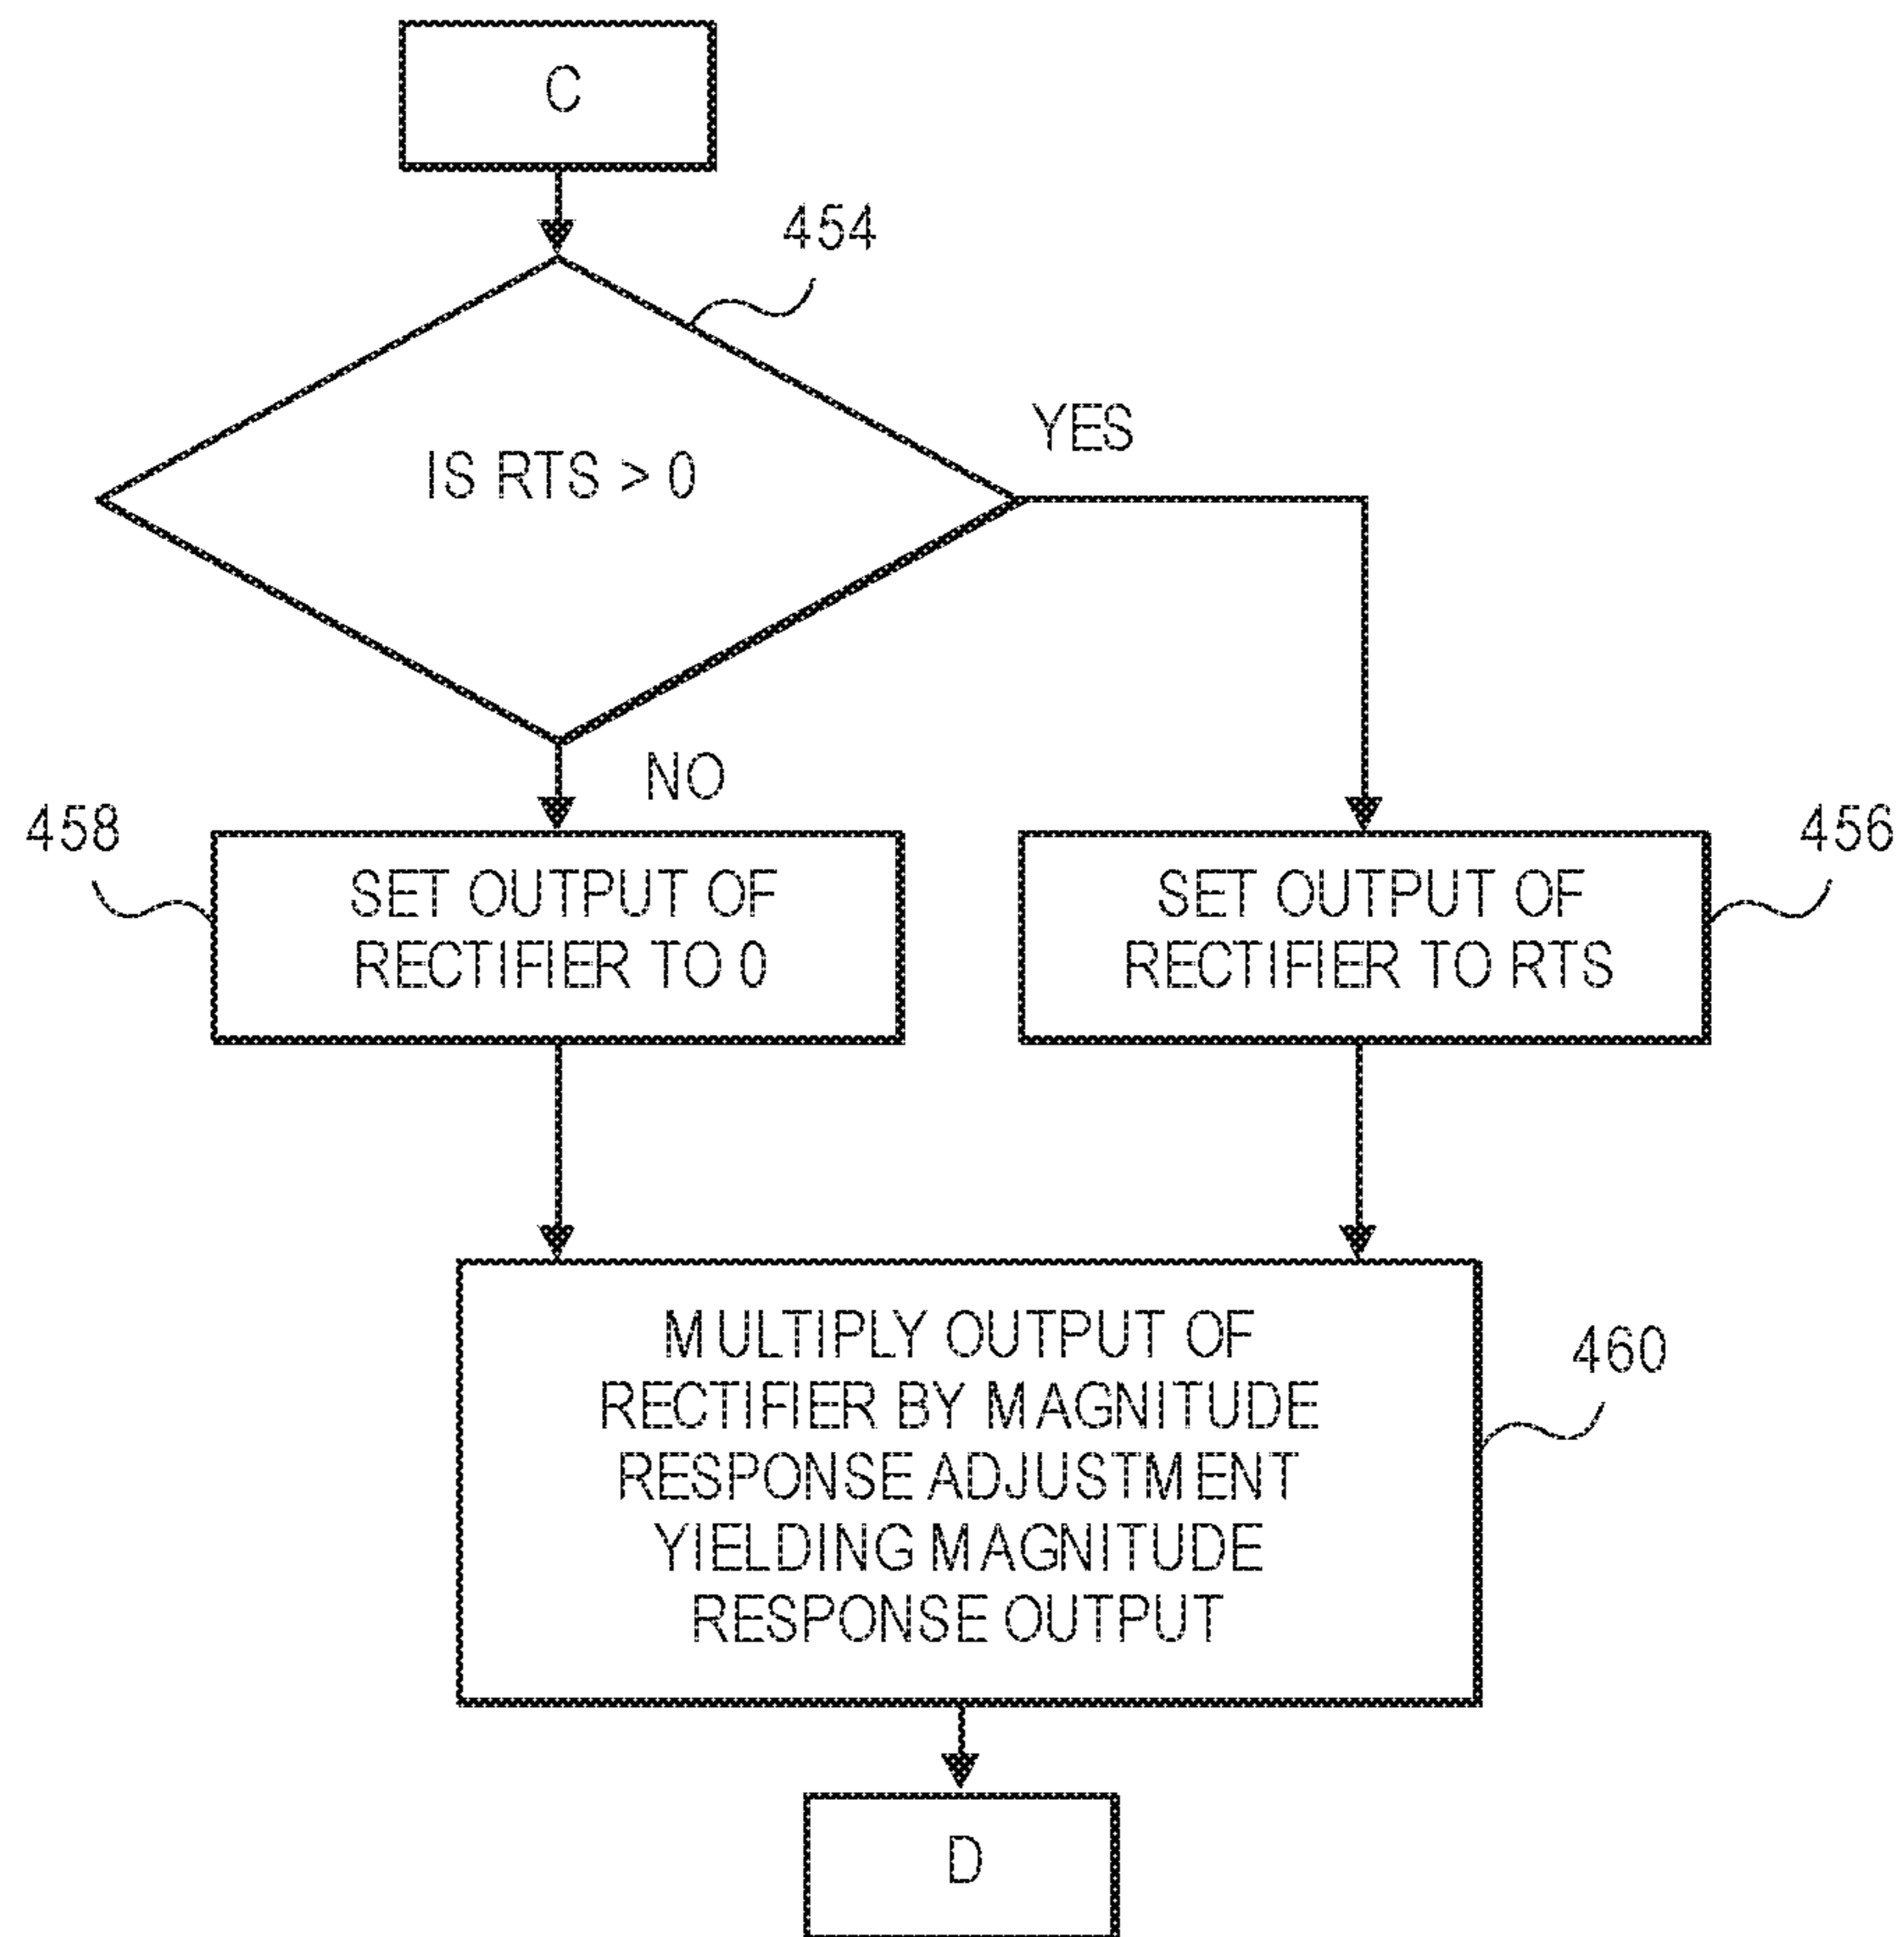 C
454
IS RTS > 0
YES
NO
458
SET OUTPUT OF
RECTIFIER TO 0
SET OUTPUT OF
RECTIFIER TO RTS
456
MULTIPLY OUTPUT OF
RECTIFIER BY MAGNITUDE
RESPONSE ADJUSTMENT
YIELDING MAGNITUDE
RESPONSE OUTPUT
460
D